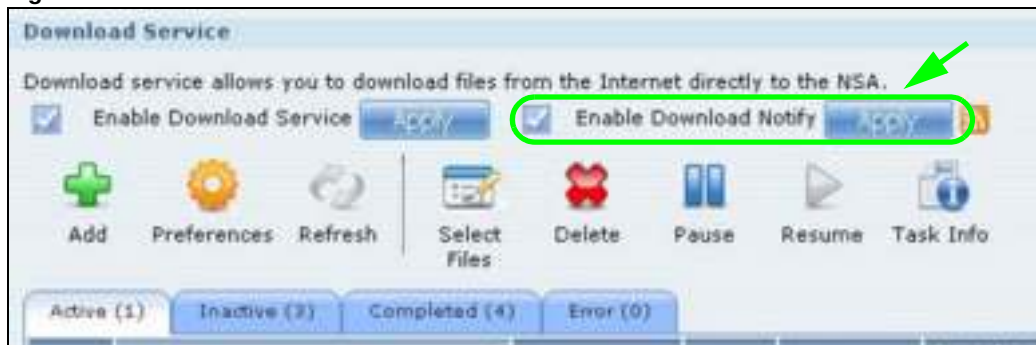 Download Service
Download service allows you to download files from the Internet directly to the NSA.
Enable Download Service Apply Enable Download Notify Apply
Add Preferences Refresh Select Files Delete Pause Resume Task Info
Active (1) Inactive (3) Completed (4) Error (0)